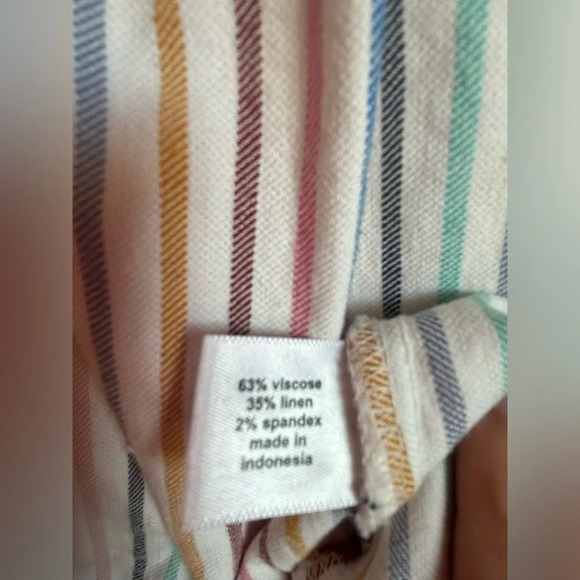 63% viscose
35% linen
2% spandex
made in
indonesia